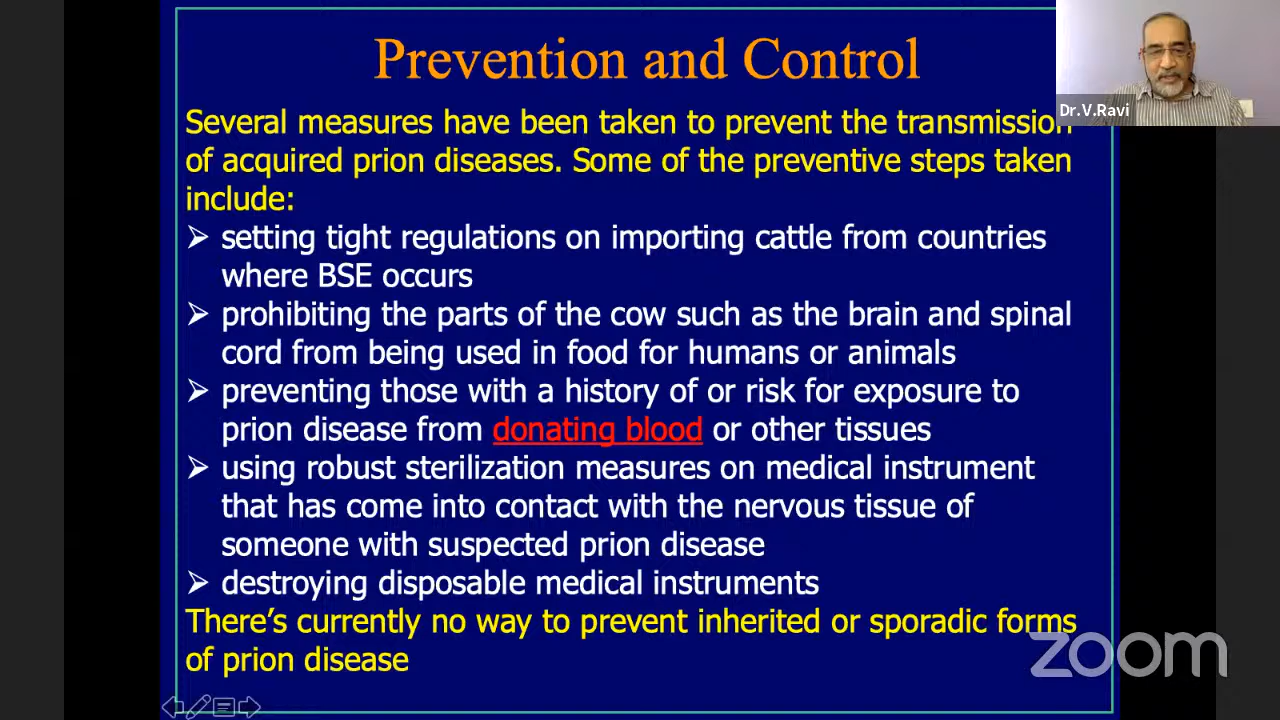 Prevention and Control
Dr.V.Ravi
Several measures have been taken to prevent the transmission
of acquired prion diseases. Some of the preventive steps taken
include:
➢ setting tight regulations on importing cattle from countries
where BSE occurs
➢ prohibiting the parts of the cow such as the brain and spinal
cord from being used in food for humans or animals
➢ preventing those with a history of or risk for exposure to
prion disease from donating blood or other tissues
➢ using robust sterilization measures on medical instrument
that has come into contact with the nervous tissue of
someone with suspected prion disease
➢ destroying disposable medical instruments
There's currently no way to prevent inherited or sporadic forms
of prion disease
zoom